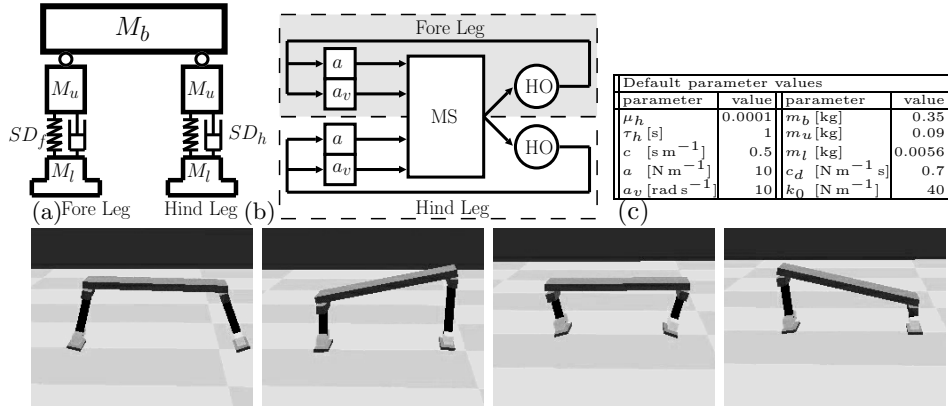 M_b
M_u M_u
SD_f SD_h
M_l M_l
(a) Fore Leg Hind Leg
Fore Leg
a
a_v
HO
MS
a
a_v
HO
Hind Leg
(b)
Default parameter values
parameter value parameter value
μ_h 0.0001 m_b [kg] 0.35
τ_h [s] 1 m_u [kg] 0.09
c [s m⁻¹] 0.5 m_l [kg] 0.0056
a [N m⁻¹] 10 c_d [N m⁻¹ s] 0.7
a_v [rad s⁻¹] 10 k_0 [N m⁻¹] 40
(c)